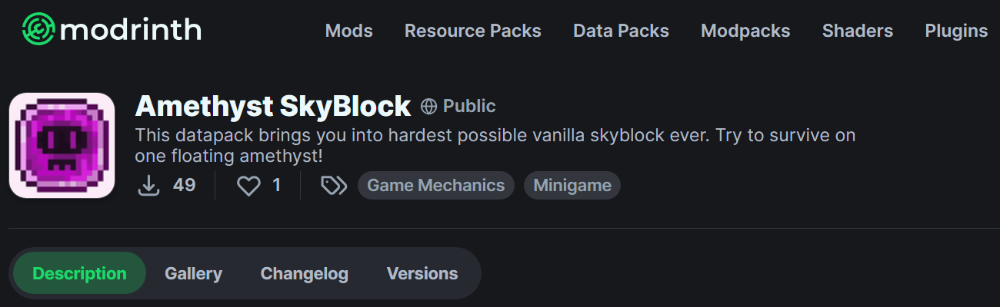 modrinth Mods Resource Packs Data Packs Modpacks Shaders Plugins
Amethyst SkyBlock Public
This datapack brings you into hardest possible vanilla skyblock ever. Try to survive on
one floating amethyst!
49 1 Game Mechanics Minigame
Description Gallery Changelog Versions